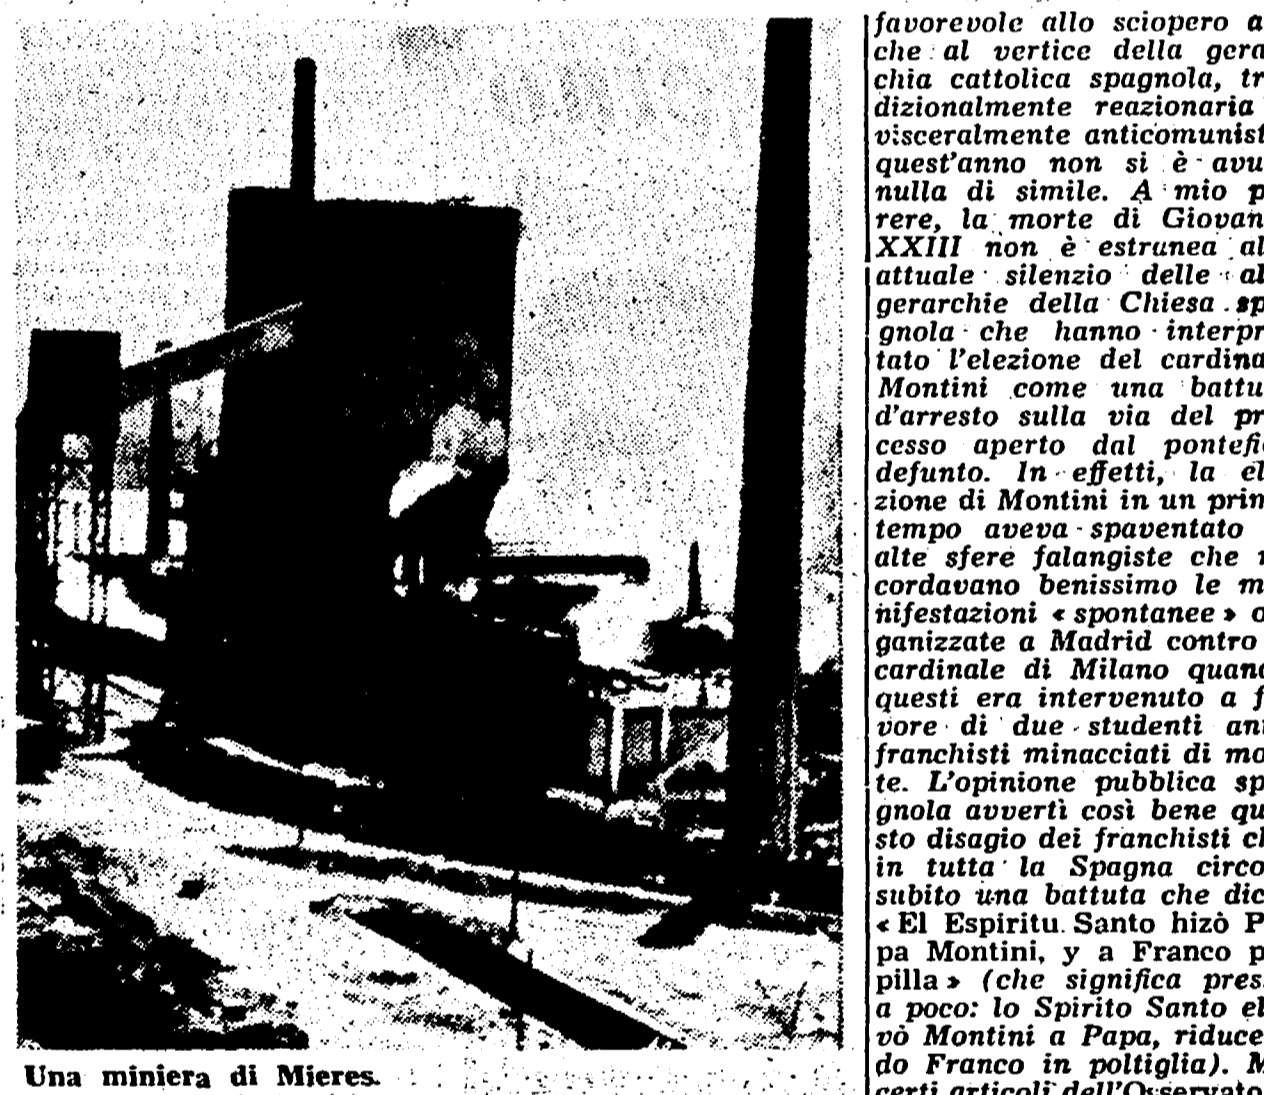 Una miniera di Mieres.
favorevole allo sciopero a
che al vertice della gera
chia cattolica spagnola, tr
dizionalmente reazionaria
visceralmente anticomunist
quest'anno non si è avu
nulla di simile. A mio p
rere, la morte di Giovan
XXIII non è estrunea al
attuale silenzio delle al
gerarchie della Chiesa sp
gnola che hanno interpr
tato l'elezione del cardina
Montini come una battu
d'arresto sulla via del pr
cesso aperto dal pontefic
defunto. In effetti, la el
zione di Montini in un prim
tempo aveva spaventato
alte sfere falangiste che r
cordavano benissimo le m
nifestazioni « spontanee » o
ganizzate a Madrid contro
cardinale di Milano quand
questi era intervenuto a f
vore di due studenti ant
franchisti minacciati di mo
te. L'opinione pubblica sp
gnola avvertì così bene qu
sto disagio dei franchisti ch
in tutta la Spagna circo
subito una battuta che dic
« El Espiritu Santo hizò P
pa Montini, y a Franco p
pilla » (che significa pres
a poco: lo Spirito Santo el
vò Montini a Papa, riduce
do Franco in poltiglia). M
certi articoli dell'Osservato